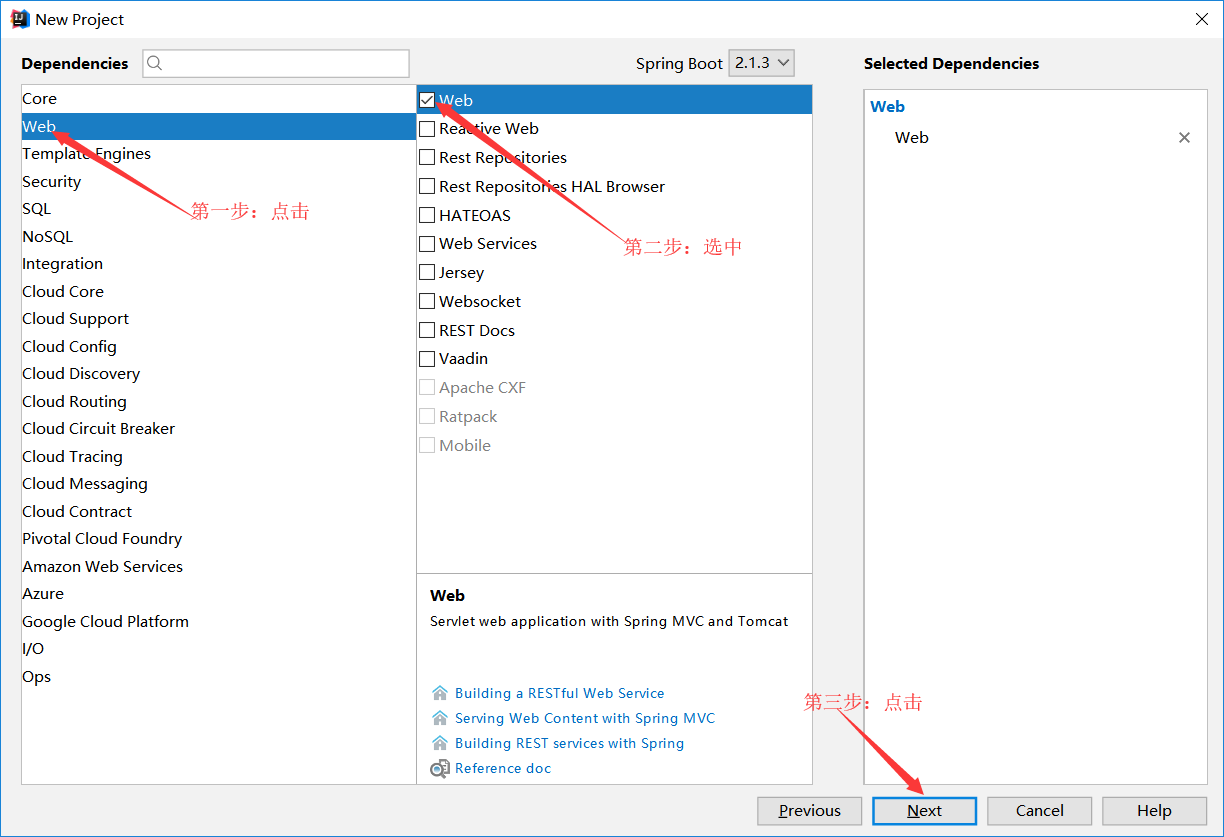 New Project
Dependencies
Spring Boot 2.1.3
Selected Dependencies
Core
Web
Template Engines
Security
SQL
NoSQL
Integration
Cloud Core
Cloud Support
Cloud Config
Cloud Discovery
Cloud Routing
Cloud Circuit Breaker
Cloud Tracing
Cloud Messaging
Cloud Contract
Pivotal Cloud Foundry
Amazon Web Services
Azure
Google Cloud Platform
I/O
Ops
第一步：点击
Web
Reactive Web
Rest Repositories
Rest Repositories HAL Browser
HATEOAS
Web Services
Jersey
Websocket
REST Docs
Vaadin
Apache CXF
Ratpack
Mobile
第二步：选中
Web
Servlet web application with Spring MVC and Tomcat
Building a RESTful Web Service
Serving Web Content with Spring MVC
Building REST services with Spring
Reference doc
Web
Web
第三步：点击
Previous
Next
Cancel
Help